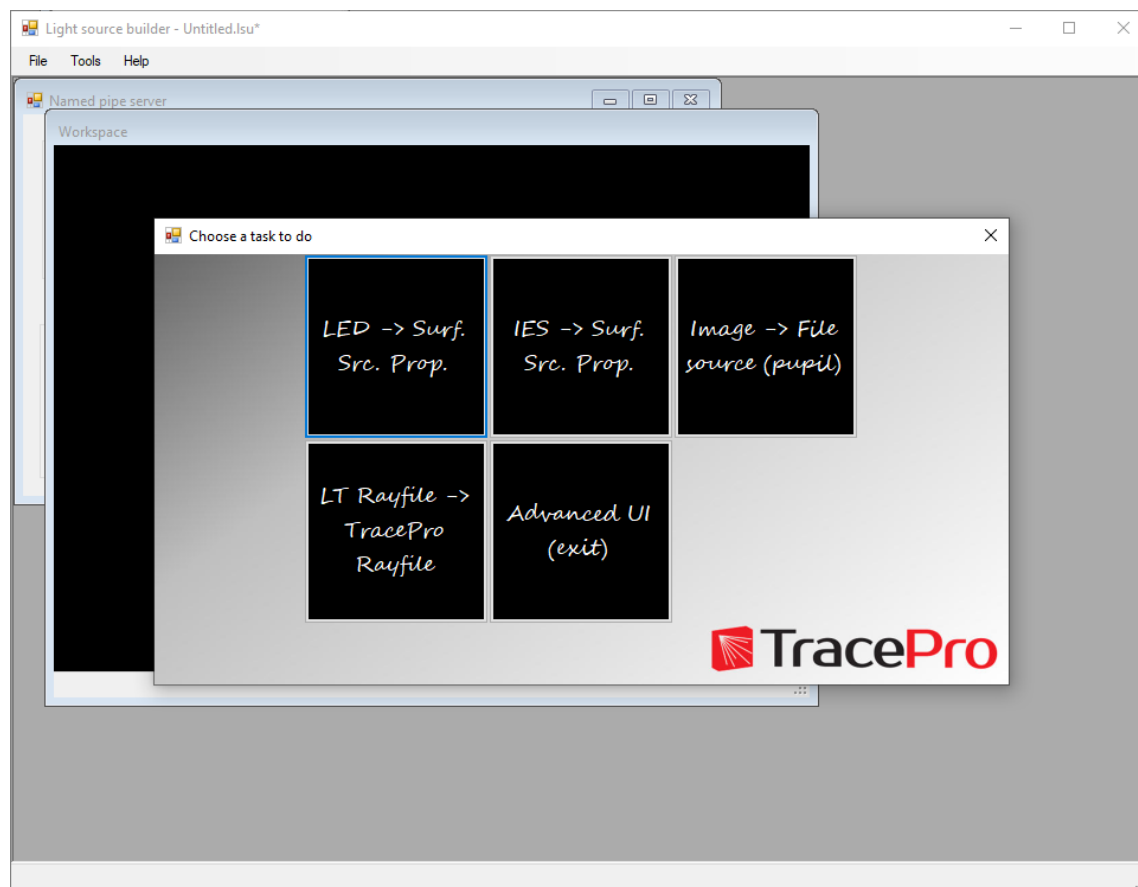 Light source builder - Untitled.lsu*
File Tools Help
Named pipe server
Workspace
Choose a task to do
LED -> Surf.
Src. Prop.
IES -> Surf.
Src. Prop.
Image -> File
source (pupil)
LT Rayfile ->
TracePro
Rayfile
Advanced UI
(exit)
TracePro